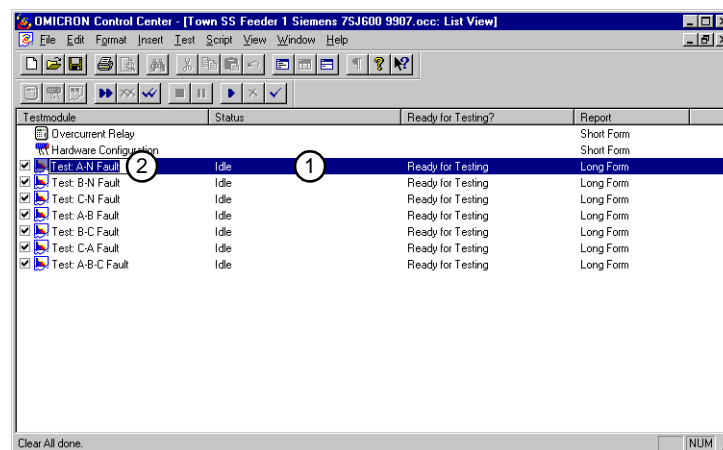 OMICRON Control Center - [Town SS Feeder 1 Siemens 7SJ600 9907.occ: List View]
File Edit Format Insert Test Script View Window Help
Testmodule Status Ready for Testing? Report
Overcurrent Relay Short Form
Hardware Configuration Short Form
Test: A-N Fault 2 Idle 1 Ready for Testing Long Form
Test: B-N Fault Idle Ready for Testing Long Form
Test: C-N Fault Idle Ready for Testing Long Form
Test: A-B Fault Idle Ready for Testing Long Form
Test: B-C Fault Idle Ready for Testing Long Form
Test: C-A Fault Idle Ready for Testing Long Form
Test: A-B-C Fault Idle Ready for Testing Long Form
Clear All done. NUM